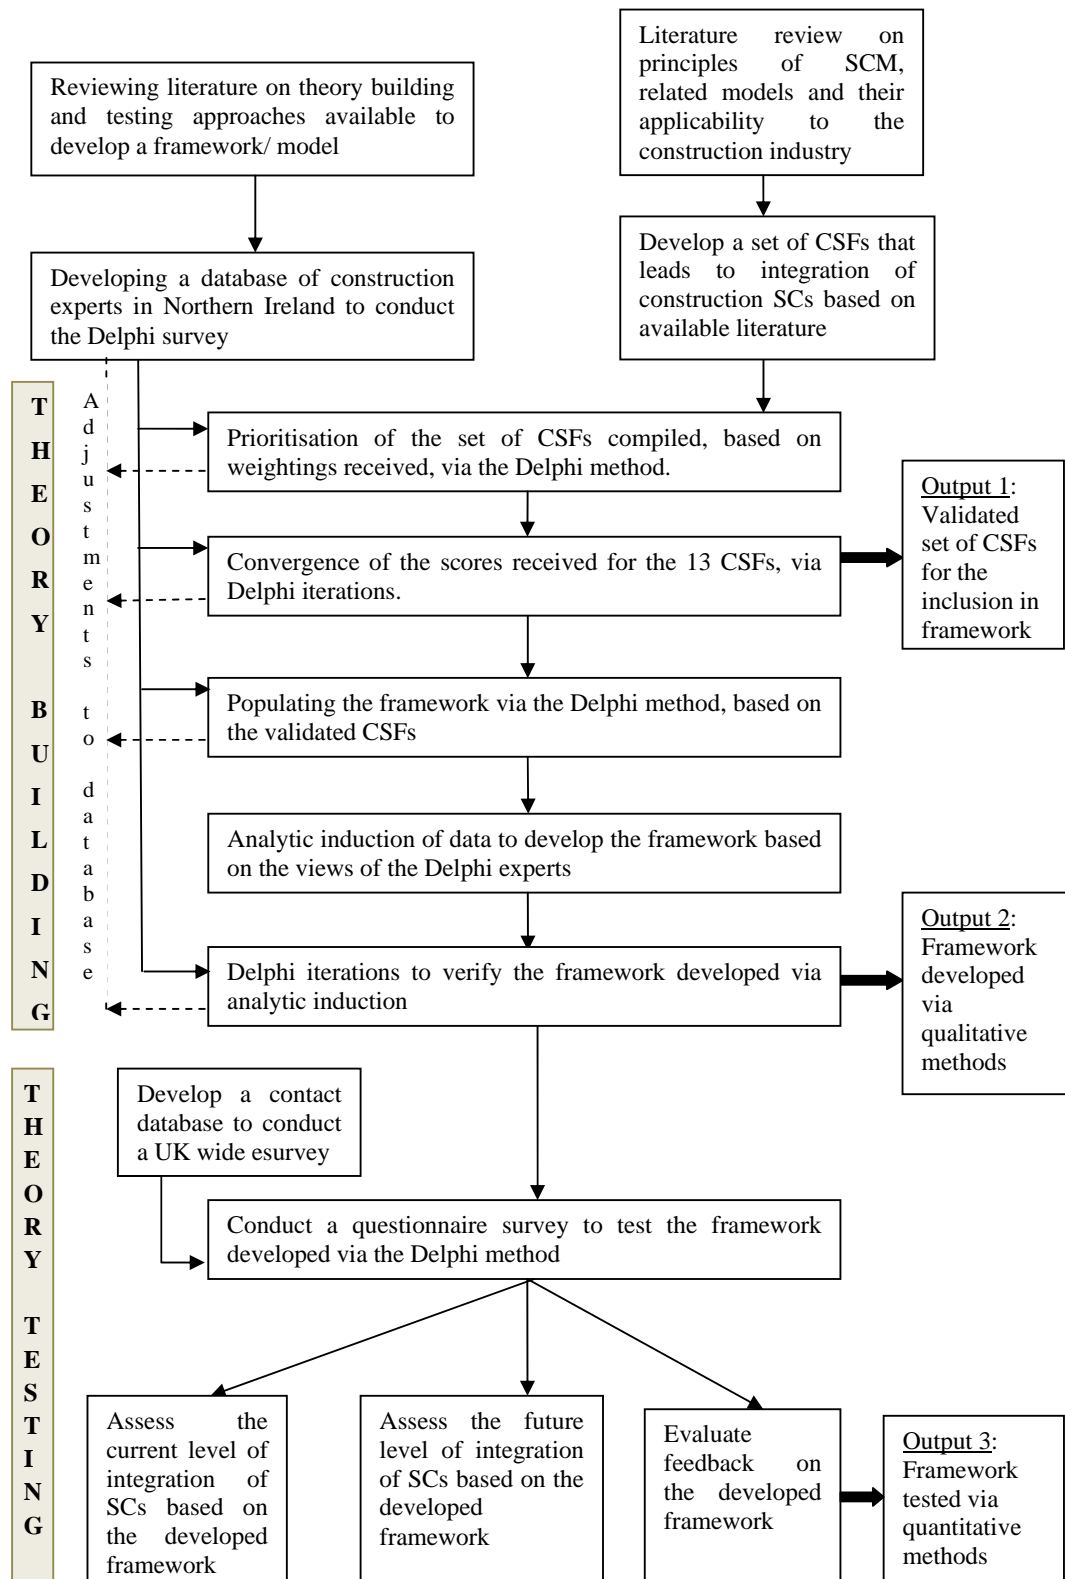 Reviewing literature on theory building
and testing approaches available to
develop a framework/ model
Literature review on
principles of SCM,
related models and their
applicability to the
construction industry
Developing a database of construction
experts in Northern Ireland to conduct
the Delphi survey
Develop a set of CSFs that
leads to integration of
construction SCs based on
available literature
THEORY BUILDING
Adjustments to database
Prioritisation of the set of CSFs compiled, based on
weightings received, via the Delphi method.
Convergence of the scores received for the 13 CSFs, via
Delphi iterations.
Output 1:
Validated
set of CSFs
for the
inclusion in
framework
Populating the framework via the Delphi method, based on
the validated CSFs
Analytic induction of data to develop the framework based
on the views of the Delphi experts
Delphi iterations to verify the framework developed via
analytic induction
Output 2:
Framework
developed
via
qualitative
methods
THEORY TESTING
Develop a contact
database to conduct
a UK wide esurvey
Conduct a questionnaire survey to test the framework
developed via the Delphi method
Assess the
current level of
integration of
SCs based on
the developed
framework
Assess the future
level of integration
of SCs based on the
developed
framework
Evaluate
feedback on
the developed
framework
Output 3:
Framework
tested via
quantitative
methods